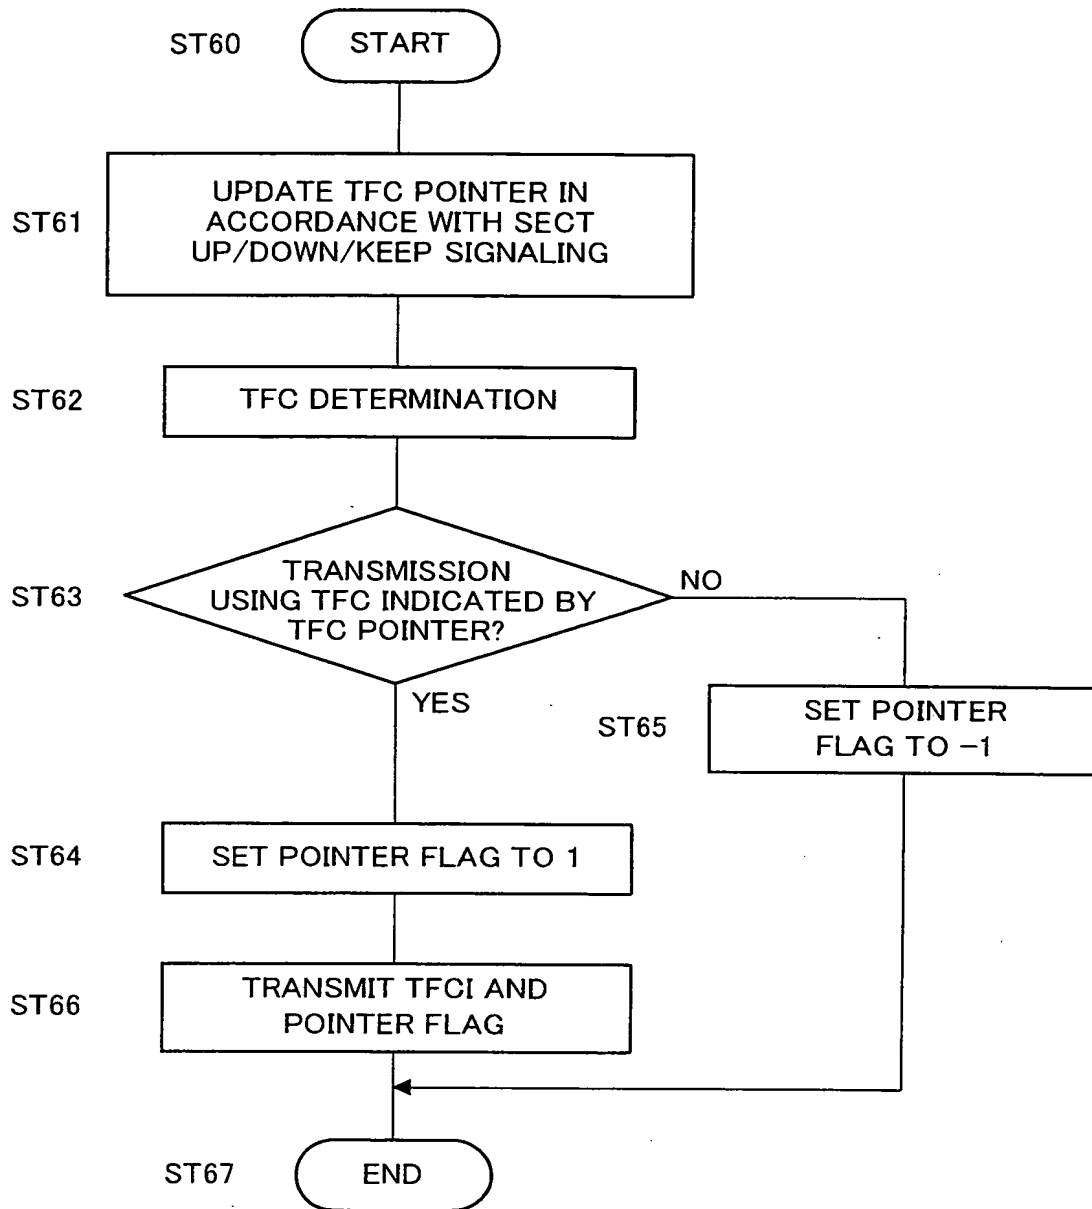 ST60
START
ST61
UPDATE TFC POINTER IN
ACCORDANCE WITH SECT
UP/DOWN/KEEP SIGNALING
ST62
TFC DETERMINATION
ST63
TRANSMISSION
USING TFC INDICATED BY
TFC POINTER?
NO
YES
ST65
SET POINTER
FLAG TO −1
ST64
SET POINTER FLAG TO 1
ST66
TRANSMIT TFCI AND
POINTER FLAG
ST67
END